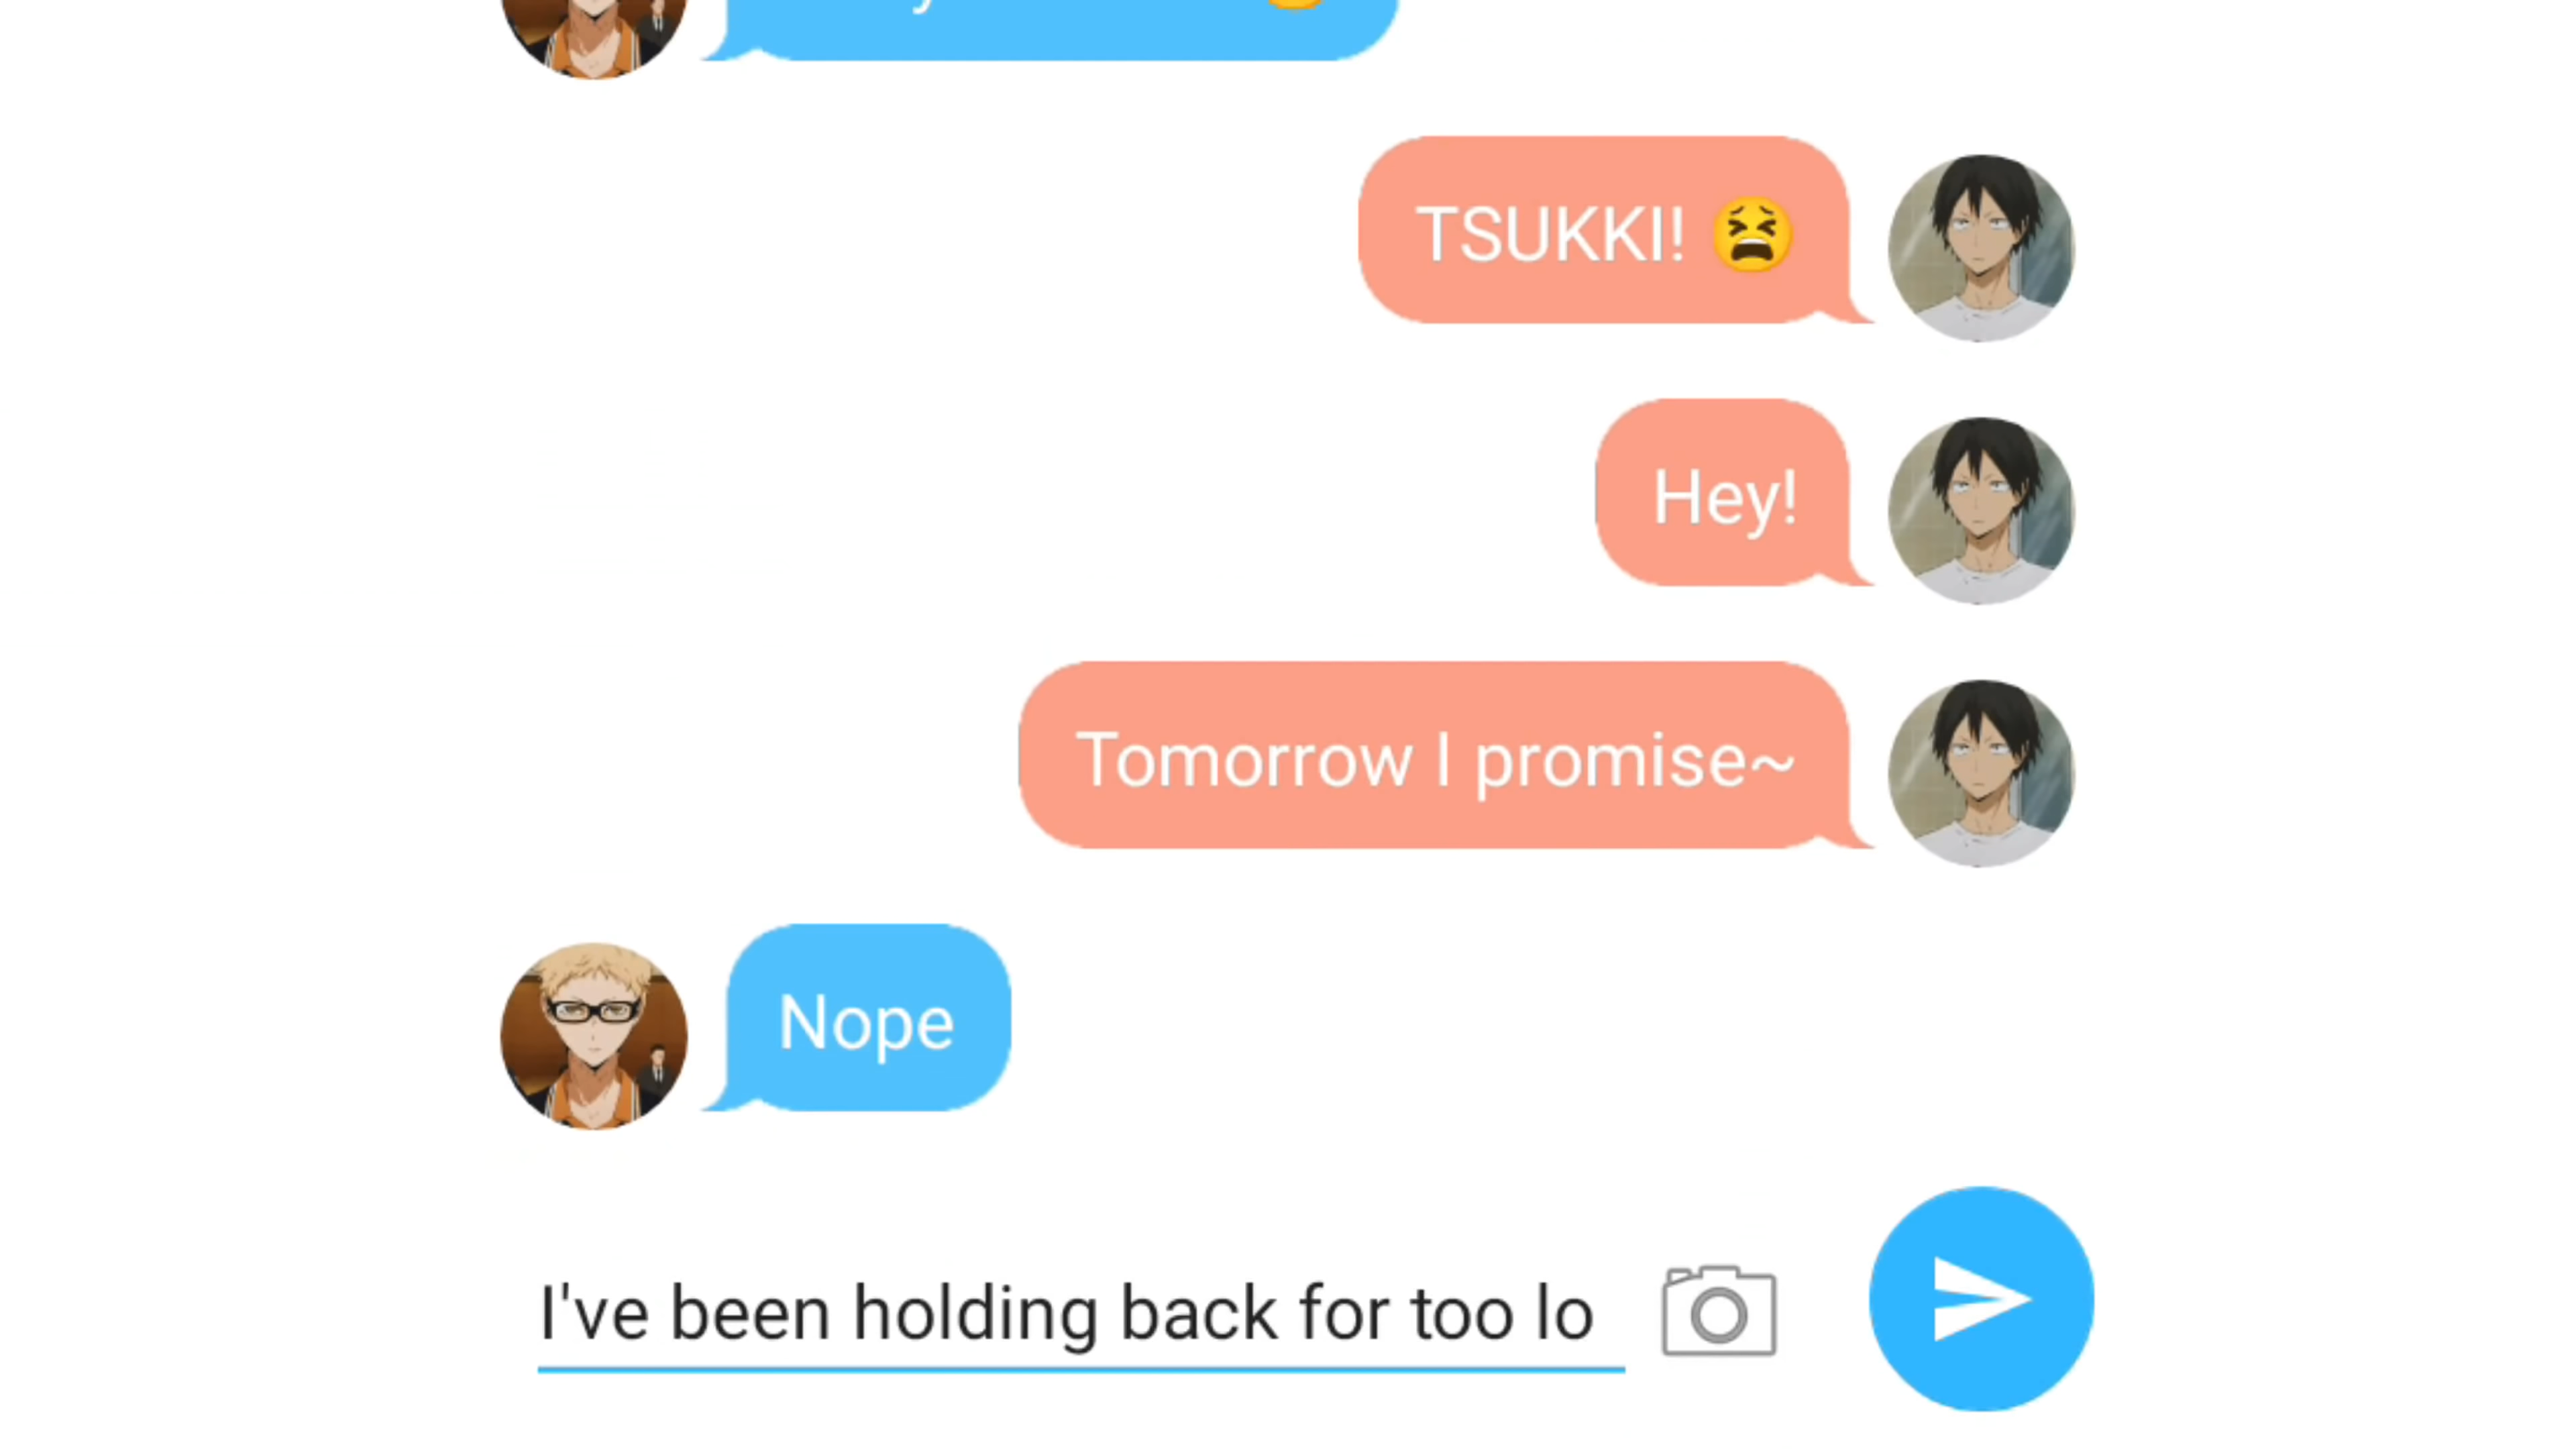 TSUKKI! 😫
Hey!
Tomorrow I promise~
Nope
I've been holding back for too lo